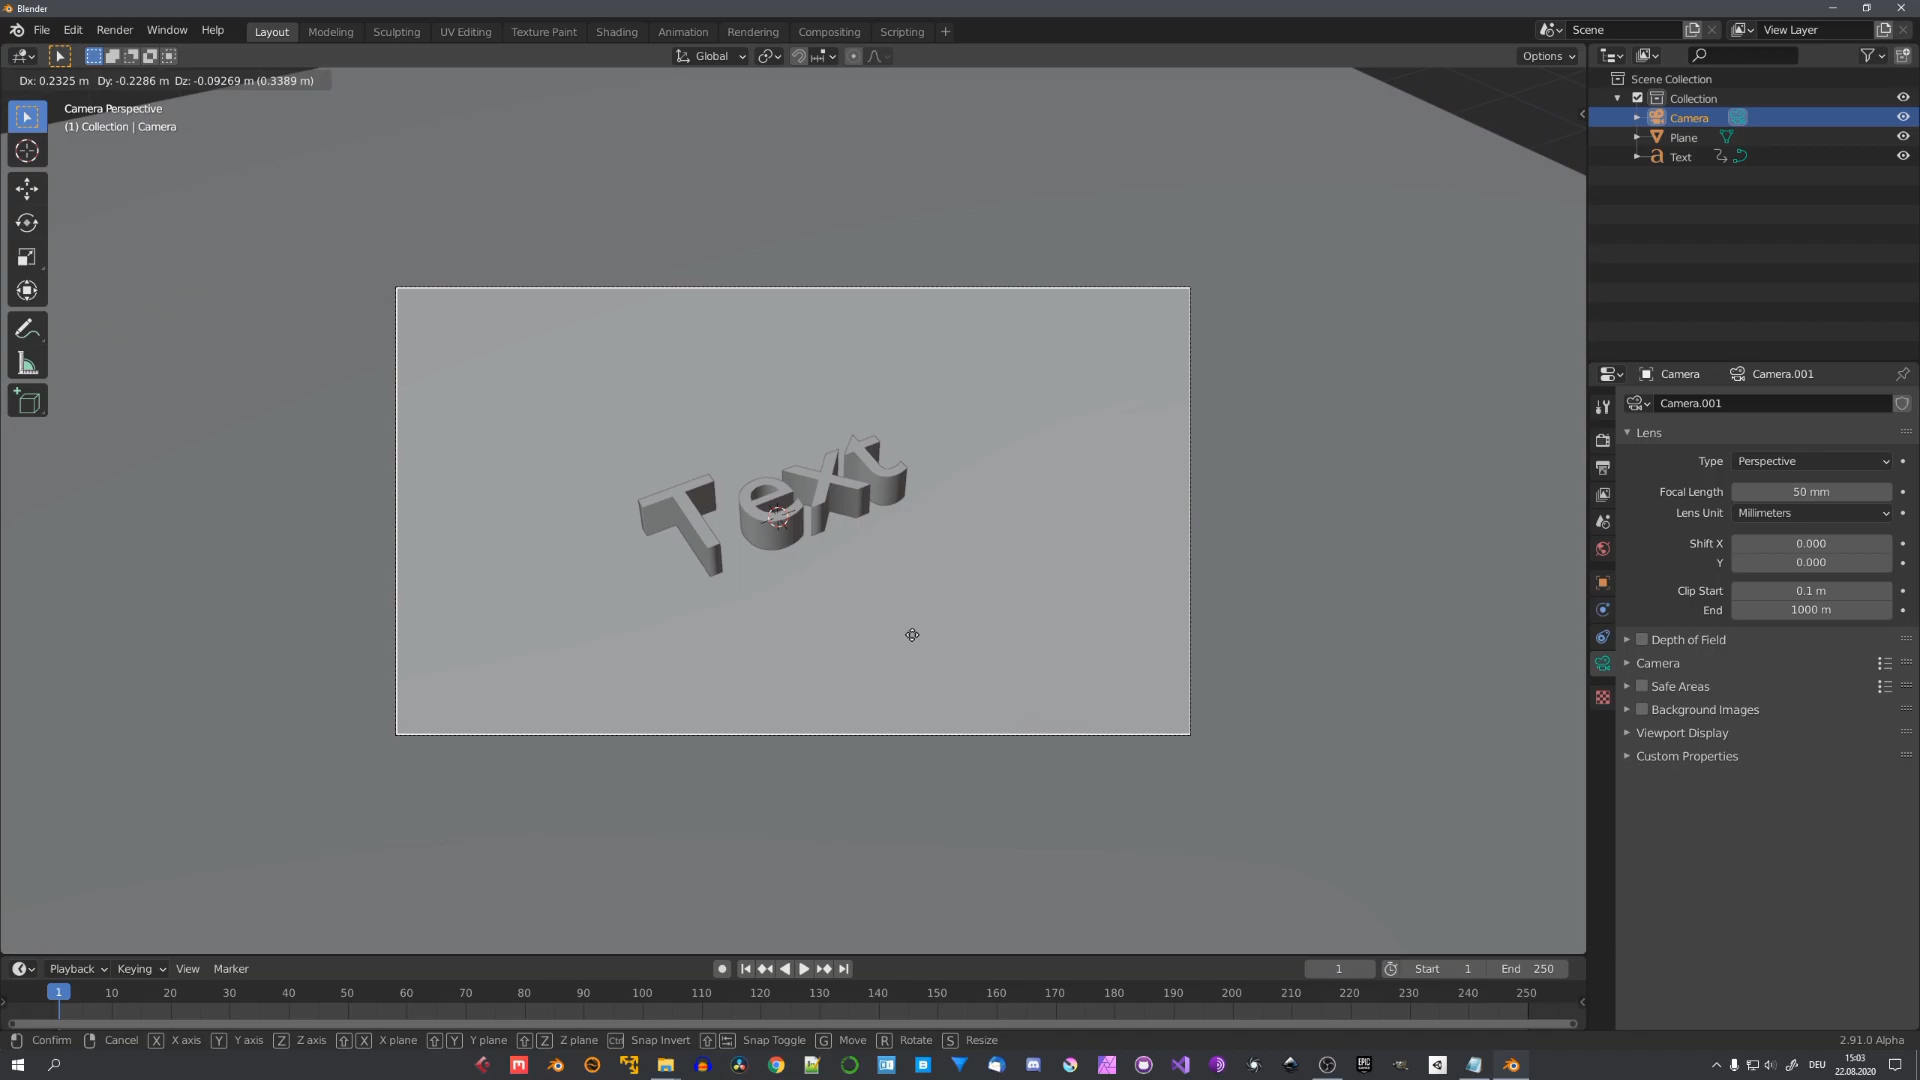 Blender
File Edit Render Window Help Layout Modeling Sculpting UV Editing Texture Paint Shading Animation Rendering Compositing Scripting + Scene View Layer
Global Options
Dx: 0.2325 m Dy: -0.2286 m Dz: -0.09269 m (0.3389 m)
Camera Perspective
(1) Collection | Camera
Text
Scene Collection
Collection
Camera
Plane
Text
Camera Camera.001
Camera.001
Lens
Type Perspective
Focal Length 50 mm
Lens Unit Millimeters
Shift X 0.000
Y 0.000
Clip Start 0.1 m
End 1000 m
Depth of Field
Camera
Safe Areas
Background Images
Viewport Display
Custom Properties
Playback Keying View Marker 1 Start 1 End 250
1 10 20 30 40 50 60 70 80 90 100 110 120 130 140 150 160 170 180 190 200 210 220 230 240 250
Confirm Cancel X X axis Y Y axis Z Z axis X X plane Y Y plane Z Z plane Ctrl Snap Invert Snap Toggle G Move R Rotate S Resize 2.91.0 Alpha
DEU 15:03
22.08.2020